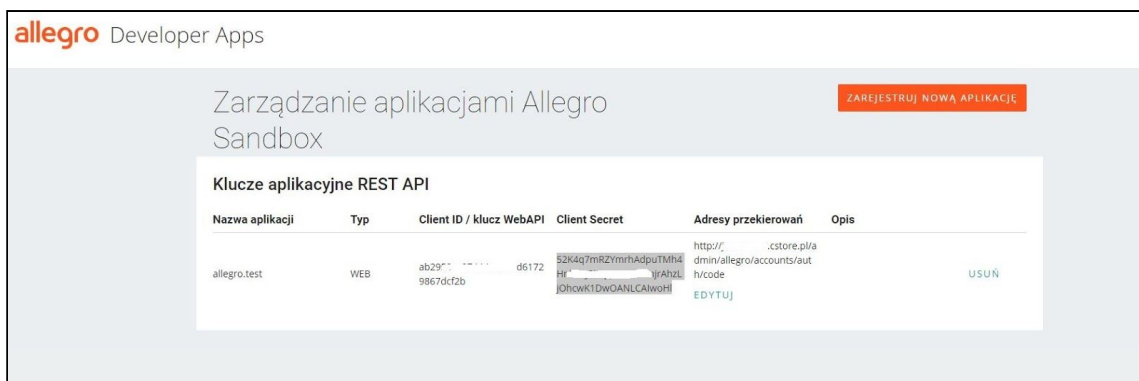 allegro Developer Apps
Zarządzanie aplikacjami Allegro
Sandbox
ZAREJESTRUJ NOWĄ APLIKACJĘ
Klucze aplikacyjne REST API
Nazwa aplikacji Typ Client ID / klucz WebAPI Client Secret Adresy przekierowań Opis
allegro.test WEB
ab29 d6172
9867dcf2b
52K4q7mRZYmrhAdpuTMh4
jrAhzL
jOhcwK1DwOANLCAIwoHl
http:// .cstore.pl/a
dmin/allegro/accounts/aut
h/code
EDYTUJ
USUŃ